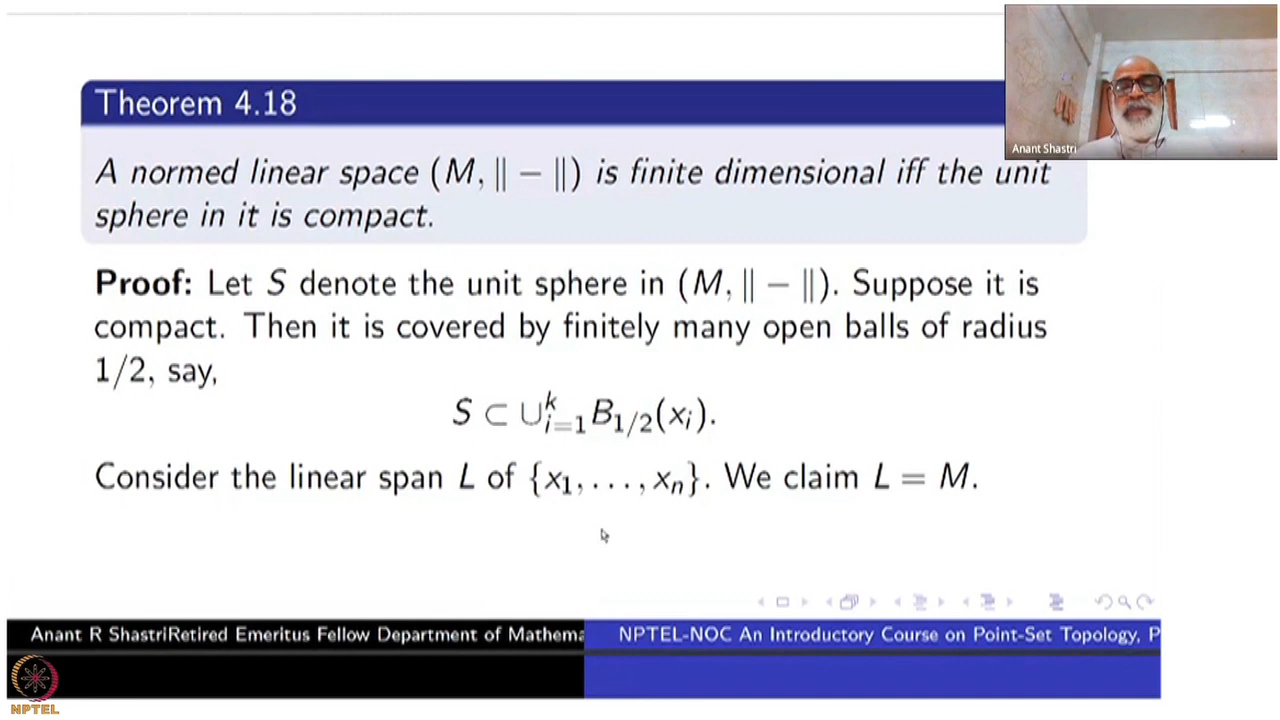 Theorem 4.18
Anant Shastri
A normed linear space (M, ‖ − ‖) is finite dimensional iff the unit
sphere in it is compact.
Proof: Let S denote the unit sphere in (M, ‖ − ‖). Suppose it is
compact. Then it is covered by finitely many open balls of radius
1/2, say,
S ⊂ ∪ᵏᵢ₌₁B₁/₂(xᵢ).
Consider the linear span L of {x₁, . . . , xₙ}. We claim L = M.
Anant R ShastriRetired Emeritus Fellow Department of Mathema
NPTEL-NOC An Introductory Course on Point-Set Topology, P
NPTEL